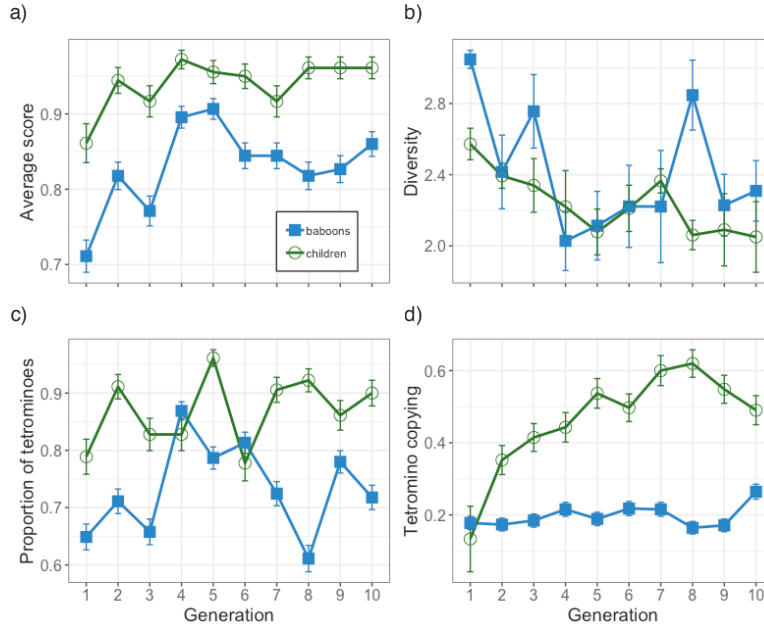 a)
Average score
0.9
0.8
0.7
baboons
children
b)
Diversity
2.8
2.4
2.0
c)
Proportion of tetrominoes
0.9
0.8
0.7
0.6
1 2 3 4 5 6 7 8 9 10
Generation
d)
Tetromino copying
0.6
0.4
0.2
1 2 3 4 5 6 7 8 9 10
Generation